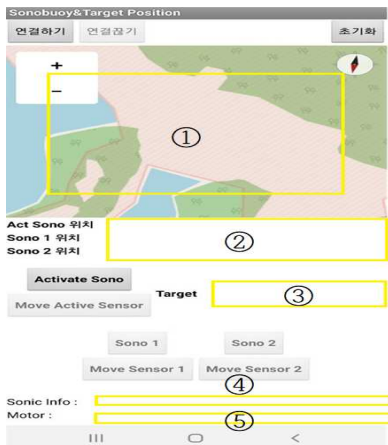 Sonobuoy&Target Position
연결하기 연결끊기 초기화
+
−
①
Act Sono 위치
Sono 1 위치
Sono 2 위치
②
Activate Sono
Move Active Sensor
Target
③
Sono 1 Sono 2
Move Sensor 1 Move Sensor 2
④
Sonic Info :
Motor :
⑤